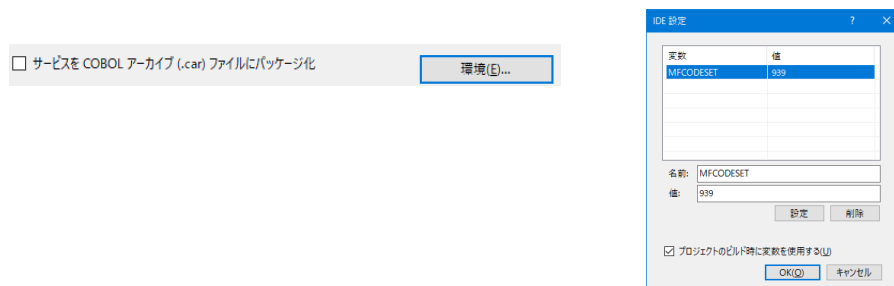 サービスを COBOL アーカイブ (.car) ファイルにパッケージ化
環境(E)...
IDE 設定
? ×
変数 値
MFCODESET 939
名前: MFCODESET
値: 939
設定 削除
プロジェクトのビルド時に変数を使用する(U)
OK(O) キャンセル